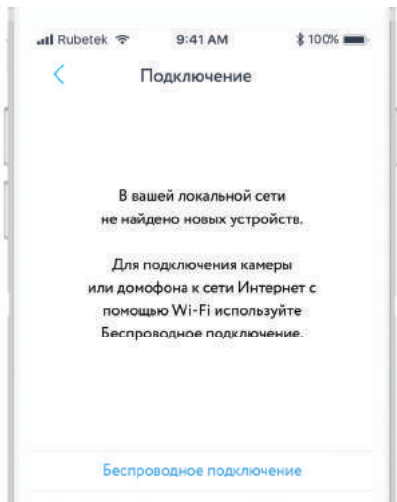 Rubetek 9:41 AM 100%
Подключение
В вашей локальной сети
не найдено новых устройств.
Для подключения камеры
или домофона к сети Интернет с
помощью Wi-Fi используйте
Беспроводное подключение.
Беспроводное подключение